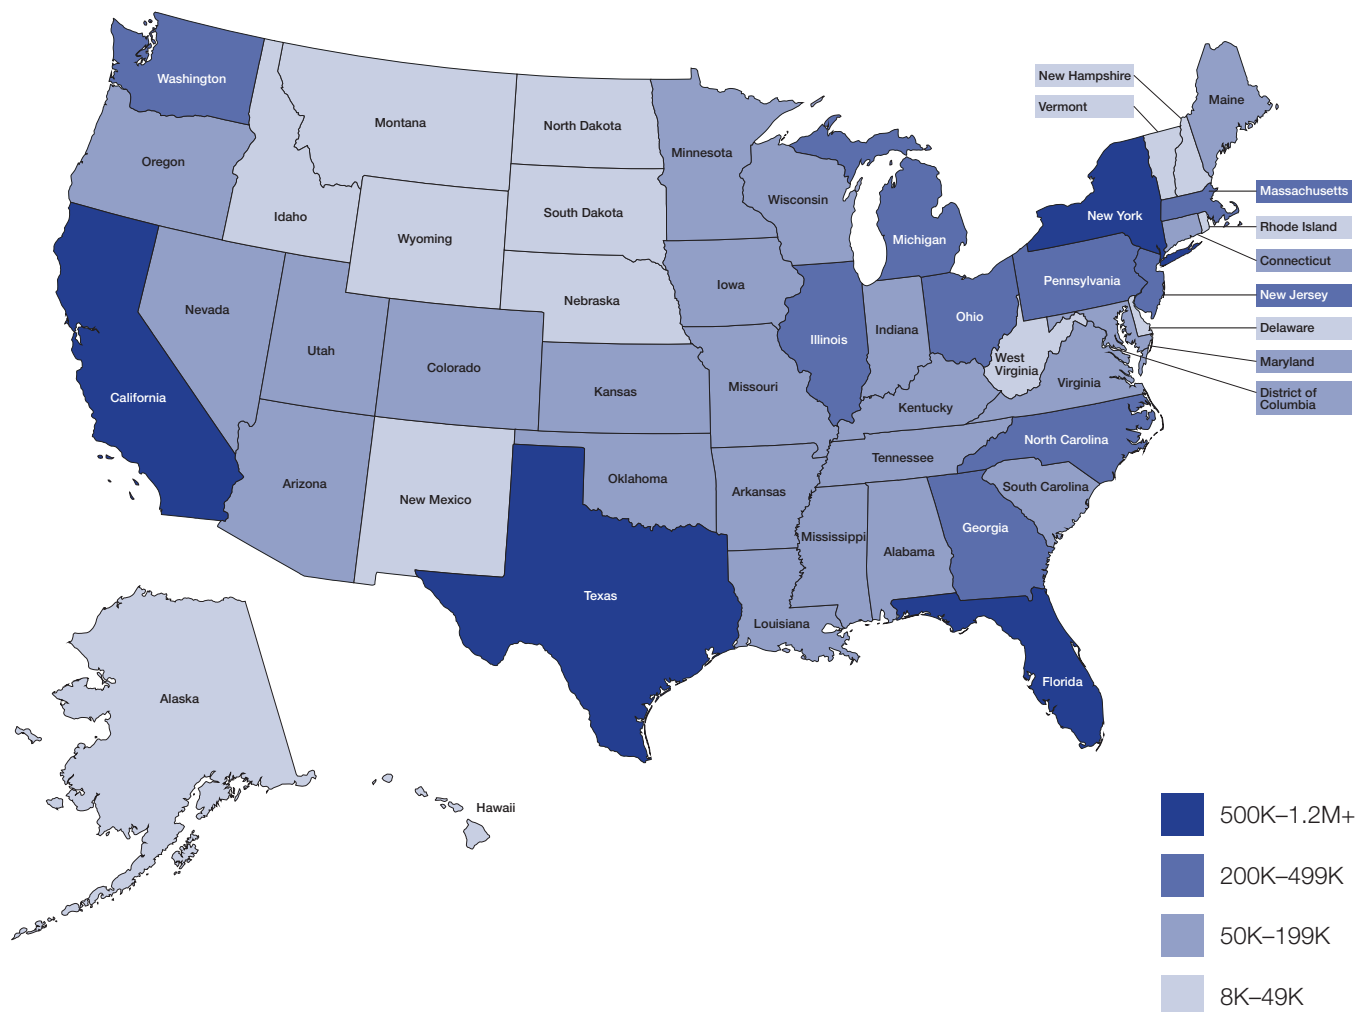 New Hampshire
Vermont
Maine
Washington
Montana
North Dakota
Minnesota
Oregon
Idaho
South Dakota
Wisconsin
Wyoming
Michigan
New York
Massachusetts
Rhode Island
Connecticut
Nebraska
Iowa
Pennsylvania
New Jersey
Nevada
Utah
Colorado
Illinois
Indiana
Ohio
Delaware
Maryland
West
Virginia
Virginia
District of
Columbia
California
Kansas
Missouri
Kentucky
North Carolina
Tennessee
Arizona
New Mexico
Oklahoma
Arkansas
South Carolina
Mississippi
Alabama
Georgia
Texas
Louisiana
Florida
Alaska
Hawaii
500K–1.2M+
200K–499K
50K–199K
8K–49K